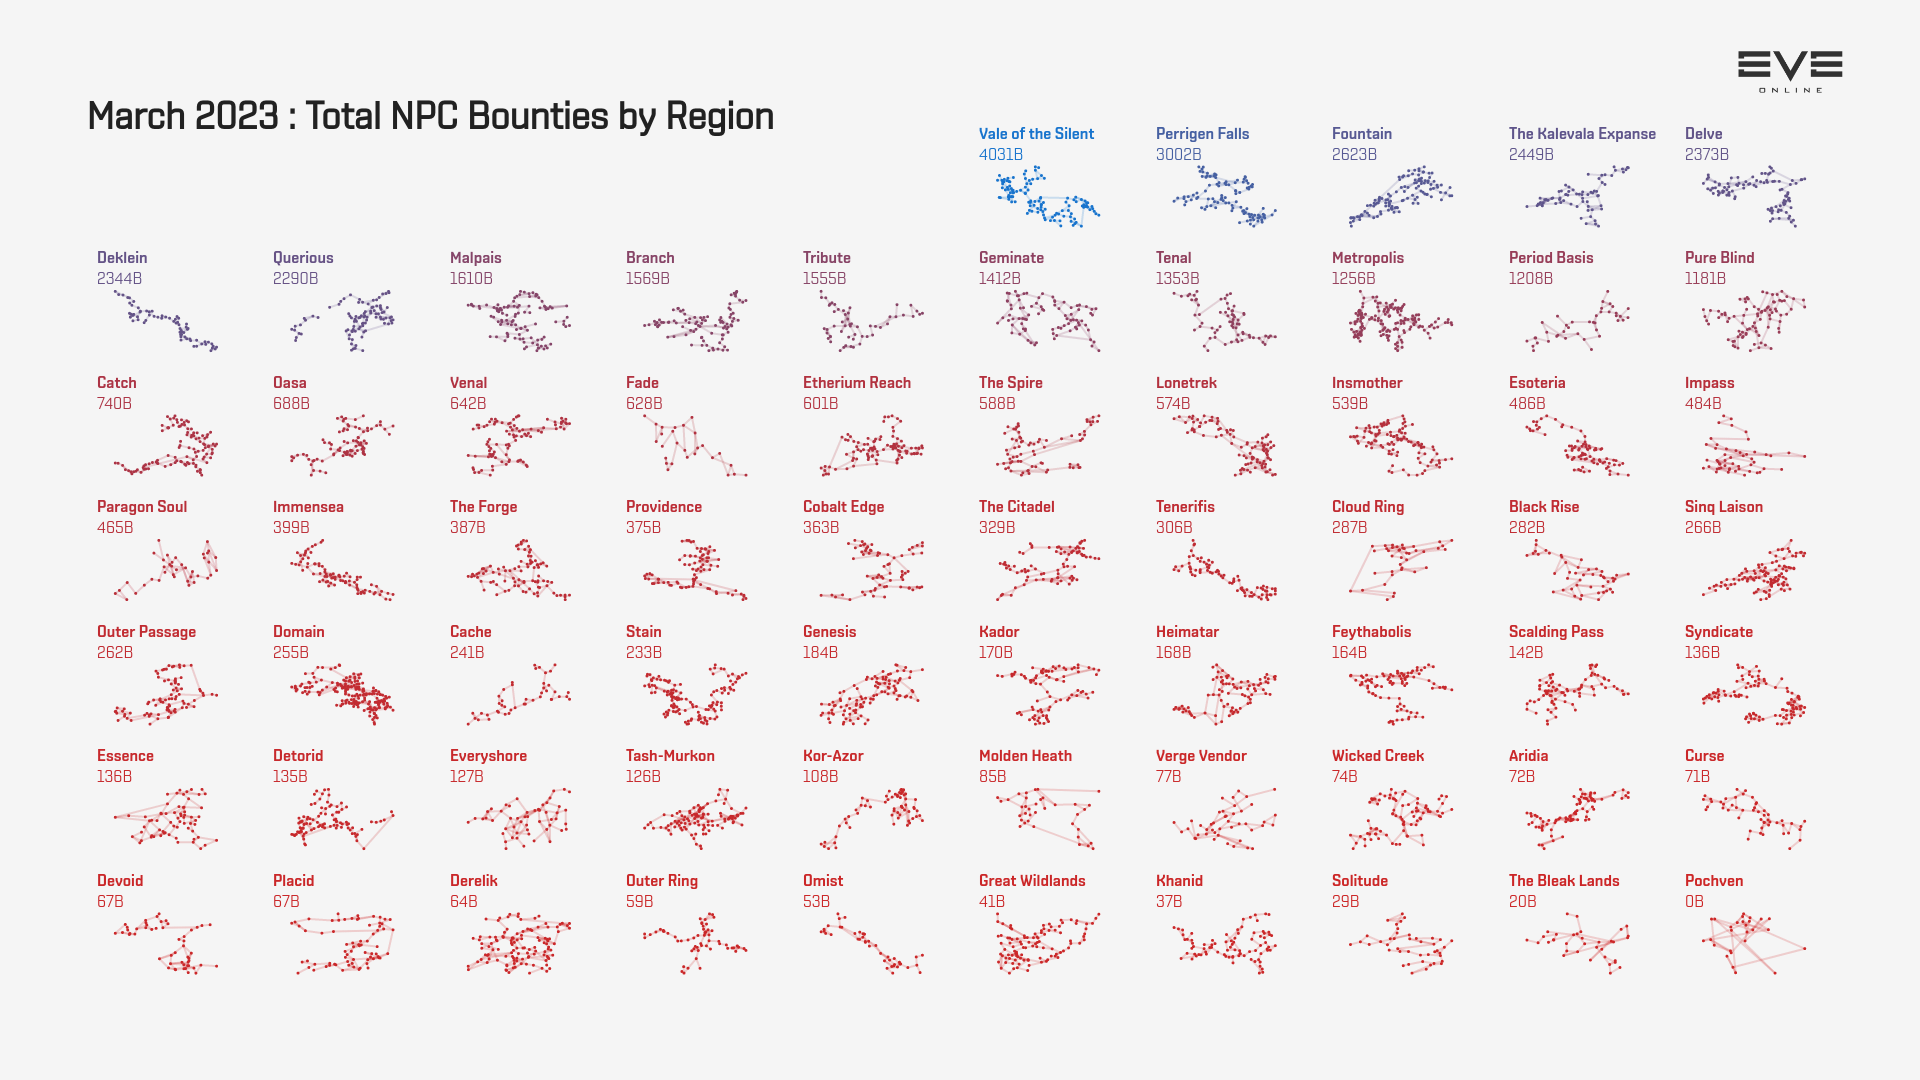 EVE
ONLINE
March 2023 : Total NPC Bounties by Region
Vale of the Silent
4031B
Perrigen Falls
3002B
Fountain
2623B
The Kalevala Expanse
2449B
Delve
2373B
Deklein
2344B
Querious
2290B
Malpais
1610B
Branch
1569B
Tribute
1555B
Geminate
1412B
Tenal
1353B
Metropolis
1256B
Period Basis
1208B
Pure Blind
1181B
Catch
740B
Oasa
688B
Venal
642B
Fade
628B
Etherium Reach
601B
The Spire
588B
Lonetrek
574B
Insmother
539B
Esoteria
486B
Impass
484B
Paragon Soul
465B
Immensea
399B
The Forge
387B
Providence
375B
Cobalt Edge
363B
The Citadel
329B
Tenerifis
306B
Cloud Ring
287B
Black Rise
282B
Sinq Laison
266B
Outer Passage
262B
Domain
255B
Cache
241B
Stain
233B
Genesis
184B
Kador
170B
Heimatar
168B
Feythabolis
164B
Scalding Pass
142B
Syndicate
136B
Essence
136B
Detorid
135B
Everyshore
127B
Tash-Murkon
126B
Kor-Azor
108B
Molden Heath
85B
Verge Vendor
77B
Wicked Creek
74B
Aridia
72B
Curse
71B
Devoid
67B
Placid
67B
Derelik
64B
Outer Ring
59B
Omist
53B
Great Wildlands
41B
Khanid
37B
Solitude
29B
The Bleak Lands
20B
Pochven
0B